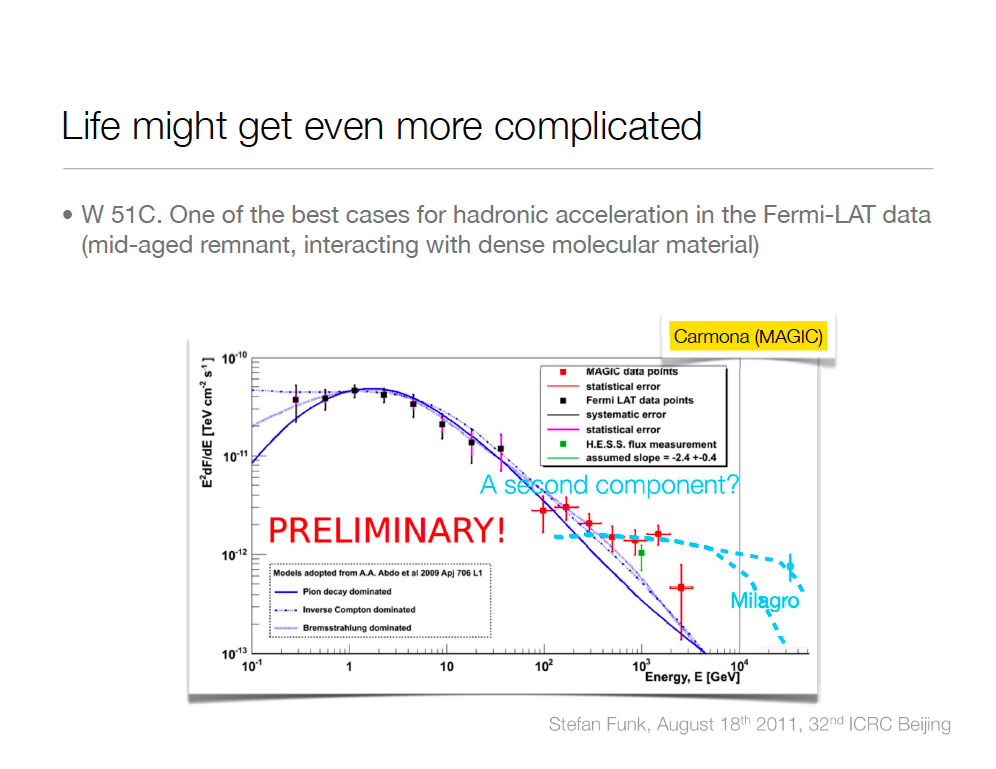 Life might get even more complicated
• W 51C. One of the best cases for hadronic acceleration in the Fermi-LAT data
(mid-aged remnant, interacting with dense molecular material)
Carmona (MAGIC)
E²dF/dE [TeV cm⁻² s⁻¹]
10⁻¹⁰
10⁻¹¹
10⁻¹²
10⁻¹³
MAGIC data points
statistical error
Fermi LAT data points
systematic error
statistical error
H.E.S.S. flux measurement
assumed slope = -2.4 +-0.4
A second component?
PRELIMINARY!
Models adopted from A.A. Abdo et al 2009 Apj 706 L1
Pion decay dominated
Inverse Compton dominated
Bremsstrahlung dominated
Milagro
10⁻¹ 1 10 10² 10³ 10⁴
Energy, E [GeV]
Stefan Funk, August 18th 2011, 32nd ICRC Beijing